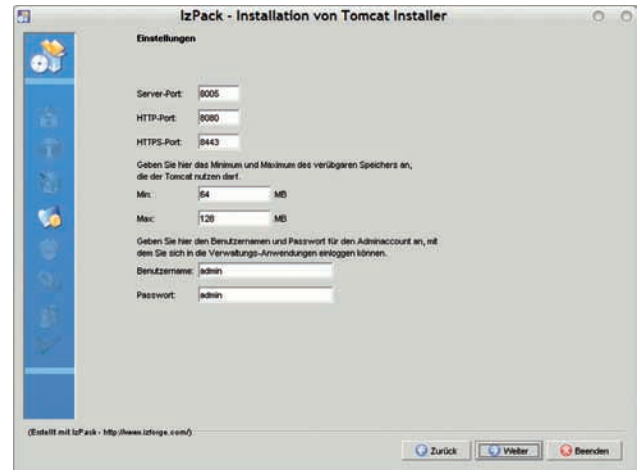 IzPack - Installation von Tomcat Installer
Einstellungen
Server-Port: 8005
HTTP-Port: 8080
HTTPS-Port: 8443
Geben Sie hier das Minimum und Maximum des verübgaren Speichers an,
die der Tomcat nutzen darf.
Min: 64 MB
Max: 128 MB
Geben Sie hier den Benutzernamen und Passwort für den Adminaccount an, mit
dem Sie sich in die Verwaltungs-Anwendungen einloggen können.
Benutzername: admin
Passwort: admin
(Erstellt mit IzPack - http://www.izforge.com/)
Zurück Weiter Beenden